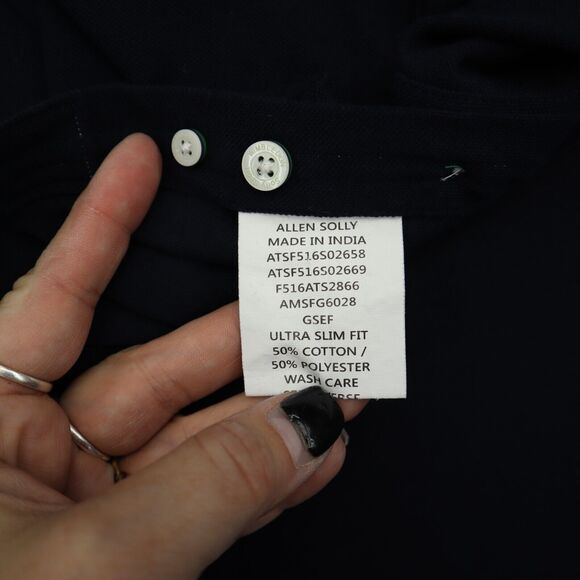 ALLEN SOLLY
MADE IN INDIA
ATSF516S02658
ATSF516S02669
F516ATS2866
AMSFG6028
GSEF
ULTRA SLIM FIT
50% COTTON /
50% POLYESTER
WASH CARE